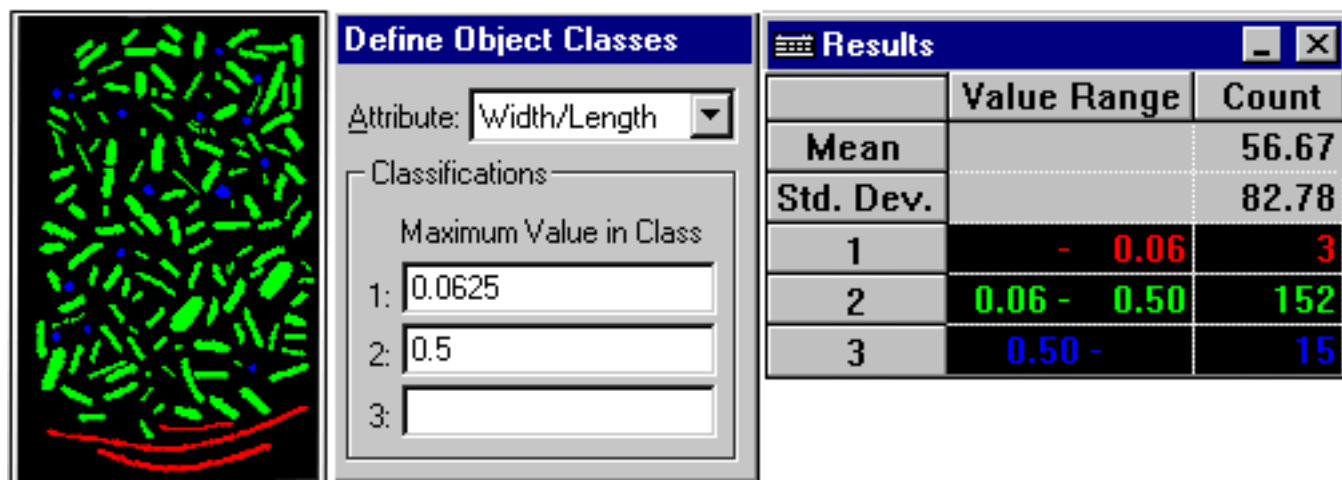 Define Object Classes
Attribute: Width/Length
Classifications
Maximum Value in Class
1: 0.0625
2: 0.5
3:
Results
Value Range Count
Mean 56.67
Std. Dev. 82.78
1 - 0.06 3
2 0.06 - 0.50 152
3 0.50 - 15